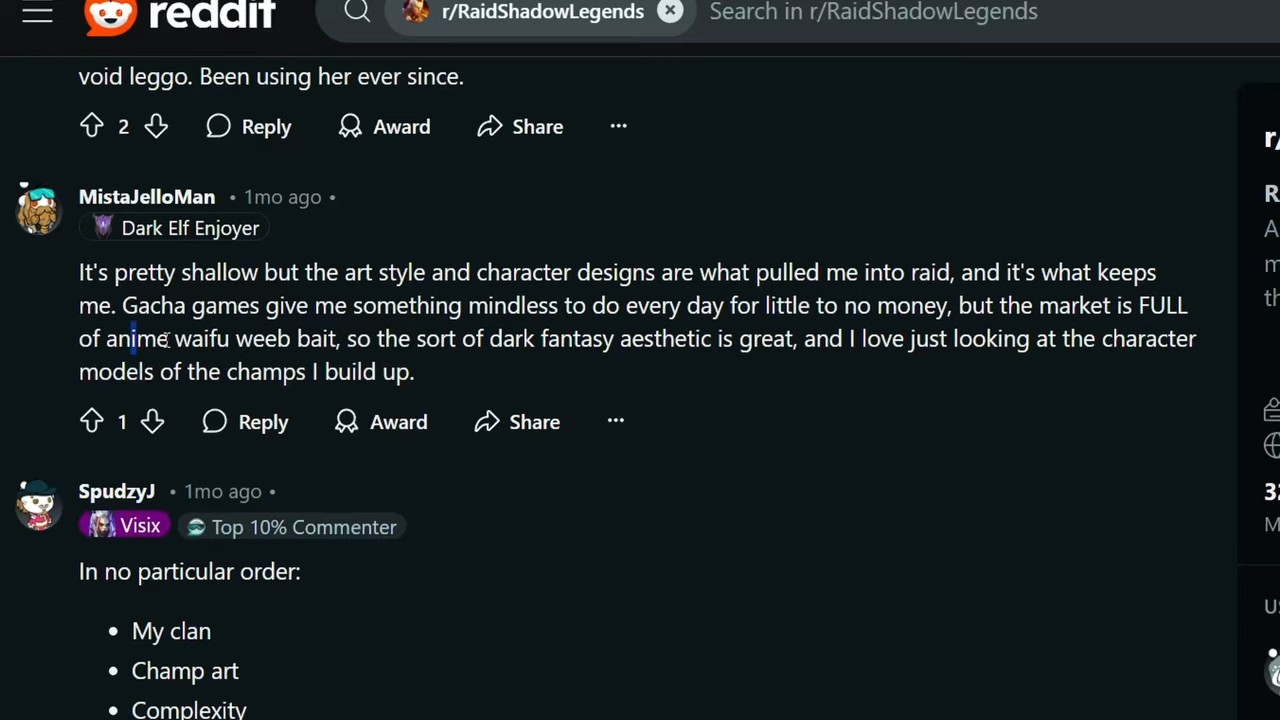 reddit
r/RaidShadowLegends
Search in r/RaidShadowLegends
void leggo. Been using her ever since.
2 Reply Award Share
MistaJelloMan • 1mo ago •
Dark Elf Enjoyer
It's pretty shallow but the art style and character designs are what pulled me into raid, and it's what keeps
me. Gacha games give me something mindless to do every day for little to no money, but the market is FULL
of anime waifu weeb bait, so the sort of dark fantasy aesthetic is great, and I love just looking at the character
models of the champs I build up.
1 Reply Award Share
SpudzyJ • 1mo ago •
Visix Top 10% Commenter
In no particular order:
• My clan
• Champ art
• Complexity